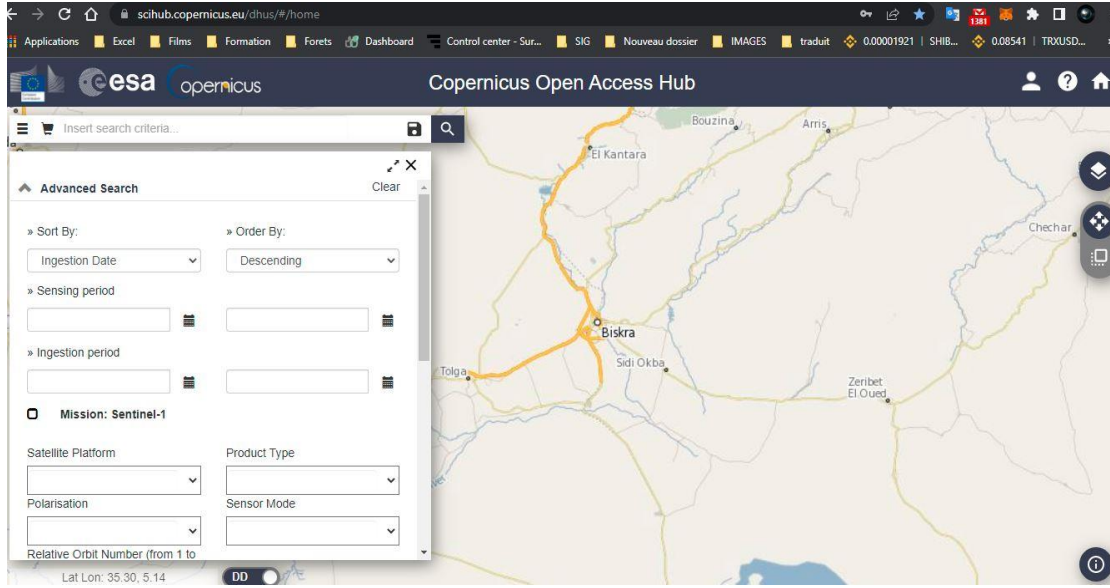 scihub.copernicus.eu/dhus/#/home
1381
Applications Excel Films Formation Forets Dashboard Control center - Sur... SIG Nouveau dossier IMAGES traduit 0.00001921 | SHIB... 0.08541 | TRXUSD...
esa opernicus Copernicus Open Access Hub
Insert search criteria...
Bouzina
Arris
El Kantara
Advanced Search Clear
» Sort By: » Order By:
Chechar
Ingestion Date Descending
» Sensing period
Biskra
» Ingestion period
Sidi Okba
Tolga
Zeribet
El Oued
Mission: Sentinel-1
Satellite Platform Product Type
Polarisation Sensor Mode
Relative Orbit Number (from 1 to
Lat Lon: 35.30, 5.14 DD